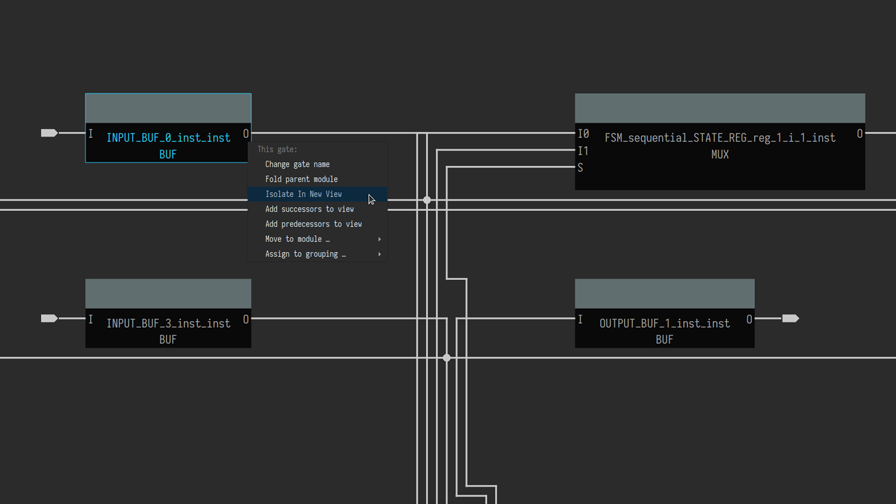 I
O
INPUT_BUF_0_inst_inst
BUF
This gate:
Change gate name
Fold parent module
Isolate In New View
Add successors to view
Add predecessors to view
Move to module …
Assign to grouping …
I0
I1
S
O
FSM_sequential_STATE_REG_reg_1_i_1_inst
MUX
I
O
INPUT_BUF_3_inst_inst
BUF
I
O
OUTPUT_BUF_1_inst_inst
BUF